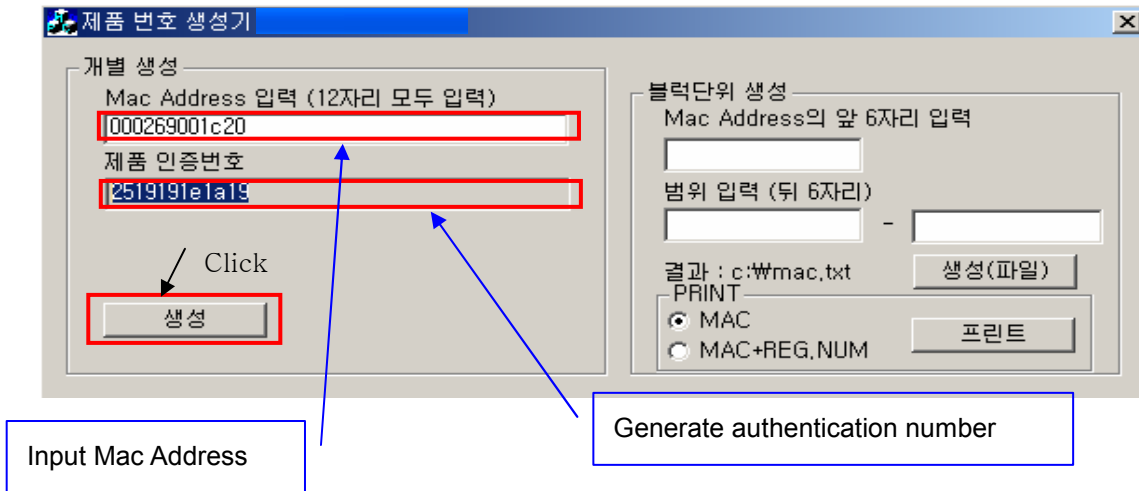 제품 번호 생성기
개별 생성
Mac Address 입력 (12자리 모두 입력)
000269001c20
제품 인증번호
2519191e1a19
Click
생성
블럭단위 생성
Mac Address의 앞 6자리 입력
범위 입력 (뒤 6자리)
-
결과 : c:₩mac,txt
생성(파일)
PRINT
MAC
MAC+REG,NUM
프린트
Input Mac Address
Generate authentication number